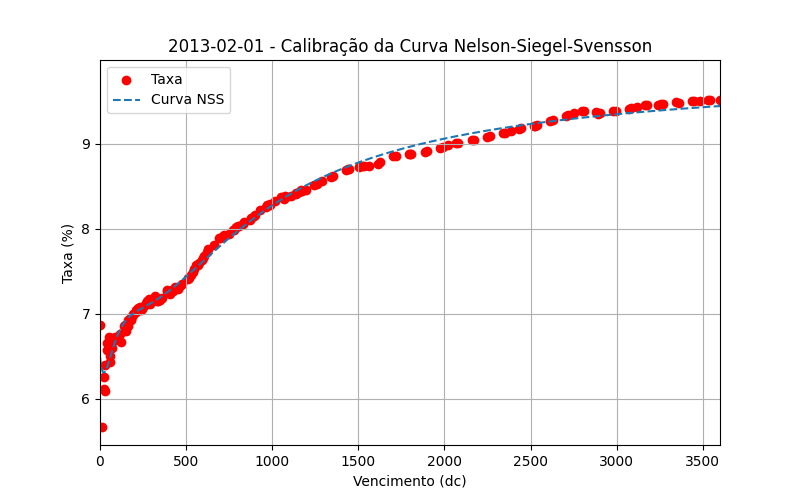 2013-02-01 - Calibração da Curva Nelson-Siegel-Svensson
Taxa
Curva NSS
Taxa (%)
9
8
7
6
0 500 1000 1500 2000 2500 3000 3500
Vencimento (dc)